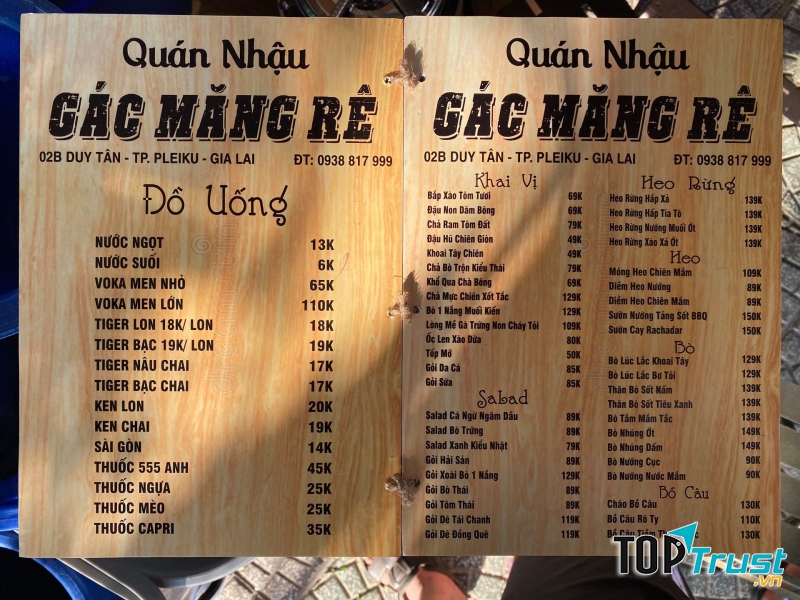 Quán Nhậu
GÁC MĂNG RÊ
02B DUY TÂN - TP. PLEIKU - GIA LAI ĐT: 0938 817 999
Đồ Uống
NƯỚC NGỌT 13K
NƯỚC SUỐI 6K
VOKA MEN NHỎ 65K
VOKA MEN LỚN 110K
TIGER LON 18K/ LON 18K
TIGER BẠC 19K/ LON 19K
TIGER NÂU CHAI 17K
TIGER BẠC CHAI 17K
KEN LON 20K
KEN CHAI 19K
SÀI GÒN 14K
THUỐC 555 ANH 45K
THUỐC NGỰA 25K
THUỐC MÈO 25K
THUỐC CAPRI 35K
Quán Nhậu
GÁC MĂNG RÊ
02B DUY TÂN - TP. PLEIKU - GIA LAI ĐT: 0938 817 999
Khai Vị
Bắp Xào Tôm Tươi 69K
Đậu Non Dăm Bông 69K
Chả Ram Tôm Đất 79K
Đậu Hũ Chiên Giòn 49K
Khoai Tây Chiên 49K
Chả Bò Trộn Kiểu Thái 79K
Khổ Qua Chà Bông 69K
Chả Mực Chiên Xốt Tắc 129K
Bò 1 Nắng Muối Kiến 129K
Lòng Mề Gà Trứng Non Cháy Tỏi 109K
Ốc Len Xào Dừa 80K
Tốp Mỡ 50K
Gỏi Da Cá 85K
Gỏi Sứa 85K
Salad
Salad Cá Ngừ Ngâm Dầu 89K
Salad Bò Trứng 89K
Salad Xanh Kiểu Nhật 79K
Gỏi Hải Sản 89K
Gỏi Xoài Bò 1 Nắng 129K
Gỏi Bò Thái 89K
Gỏi Tôm Thái 89K
Gỏi Dê Tái Chanh 119K
Gỏi Dê Đồng Quê 119K
Heo Rừng
Heo Rừng Hấp Xả 139K
Heo Rừng Hấp Tía Tô 139K
Heo Rừng Nướng Muối Ớt 139K
Heo Rừng Xào Xả Ớt 139K
Heo
Móng Heo Chiên Mắm 109K
Diềm Heo Nướng 89K
Diềm Heo Chiên Mắm 89K
Sườn Nướng Tảng Sốt BBQ 150K
Sườn Cay Rachadar 150K
Bò
Bò Lúc Lắc Khoai Tây 129K
Bò Lúc Lắc Bơ Tỏi 129K
Thăn Bò Sốt Nấm 139K
Thăn Bò Sốt Tiêu Xanh 139K
Bò Tắm Mắm Tắc 139K
Bò Nhúng Ớt 149K
Bò Nhúng Dấm 149K
Bò Nướng Cục 90K
Bò Nướng Nước Mắm 90K
Bồ Câu
Cháo Bồ Câu 130K
Bồ Câu Rô Ty 110K
Bồ Câu Tiềm 130K
TOPTrust.vn